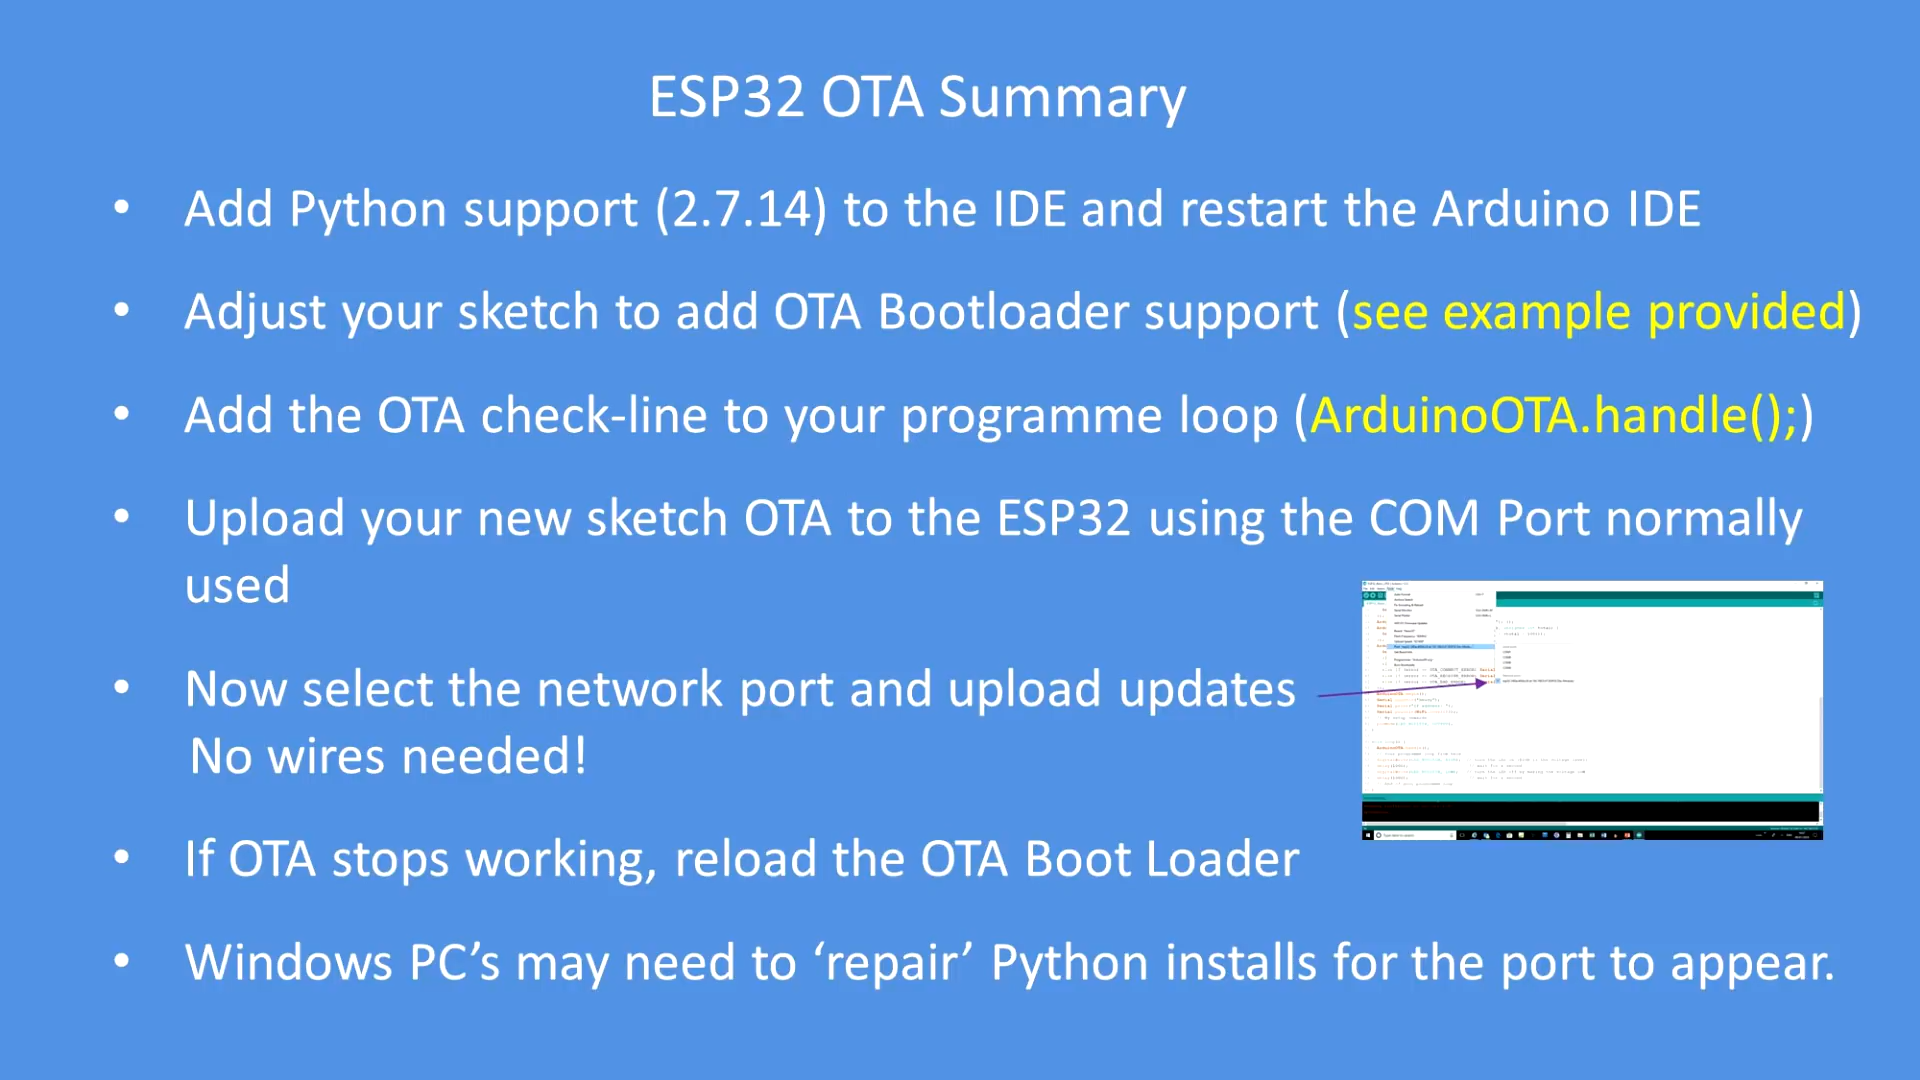 ESP32 OTA Summary
• Add Python support (2.7.14) to the IDE and restart the Arduino IDE
• Adjust your sketch to add OTA Bootloader support (see example provided)
• Add the OTA check-line to your programme loop (ArduinoOTA.handle();)
• Upload your new sketch OTA to the ESP32 using the COM Port normally
used
• Now select the network port and upload updates
No wires needed!
• If OTA stops working, reload the OTA Boot Loader
• Windows PC’s may need to ‘repair’ Python installs for the port to appear.